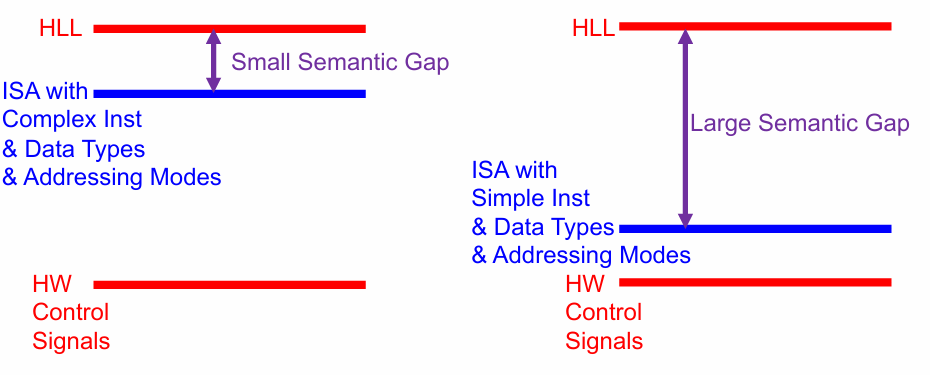 HLL
Small Semantic Gap
ISA with
Complex Inst
& Data Types
& Addressing Modes
HW
Control
Signals
HLL
Large Semantic Gap
ISA with
Simple Inst
& Data Types
& Addressing Modes
HW
Control
Signals